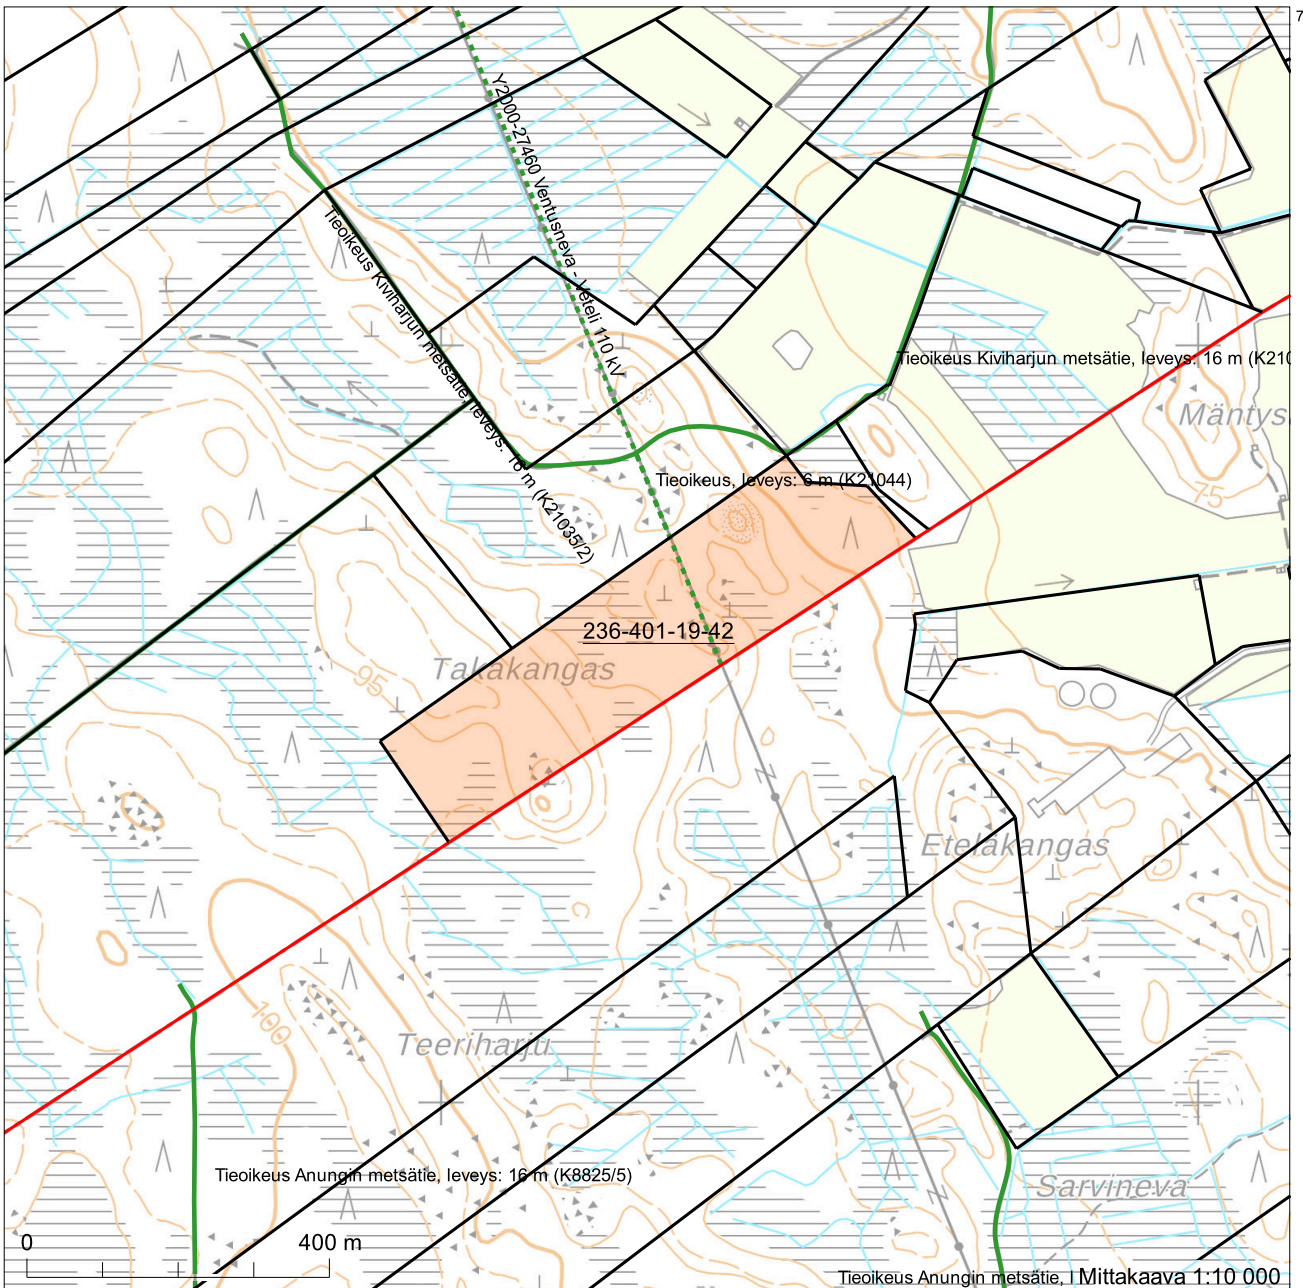 7
Y2000-27460 Ventusneva - Veteli 110 kV
Tieoikeus Kiviharjun metsätie, leveys: 16 m (K21035/2)
Tieoikeus Kiviharjun metsätie, leveys: 16 m (K210
Mäntys
Tieoikeus, leveys: 6 m (K21044)
75
236-401-19-42
Takakangas
95
Eteläkangas
100
Teeriharju
Tieoikeus Anungin metsätie, leveys: 16 m (K8825/5)
Sarvineva
0 400 m
Tieoikeus Anungin metsätie, l Mittakaava 1:10 000